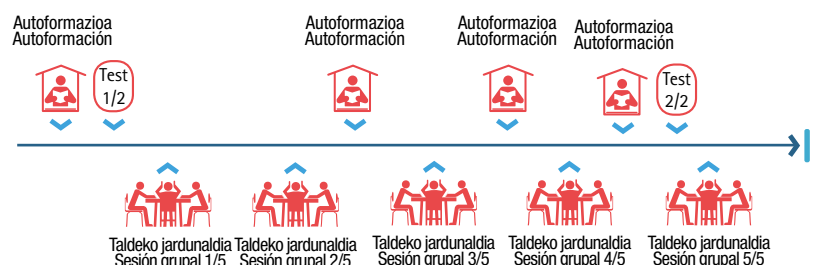 Autoformazioa
Autoformación
Test
1/2
Autoformazioa
Autoformación
Autoformazioa
Autoformación
Autoformazioa
Autoformación
Test
2/2
Taldeko jardunaldia
Sesión grupal 1/5
Taldeko jardunaldia
Sesión grupal 2/5
Taldeko jardunaldia
Sesión grupal 3/5
Taldeko jardunaldia
Sesión grupal 4/5
Taldeko jardunaldia
Sesión grupal 5/5